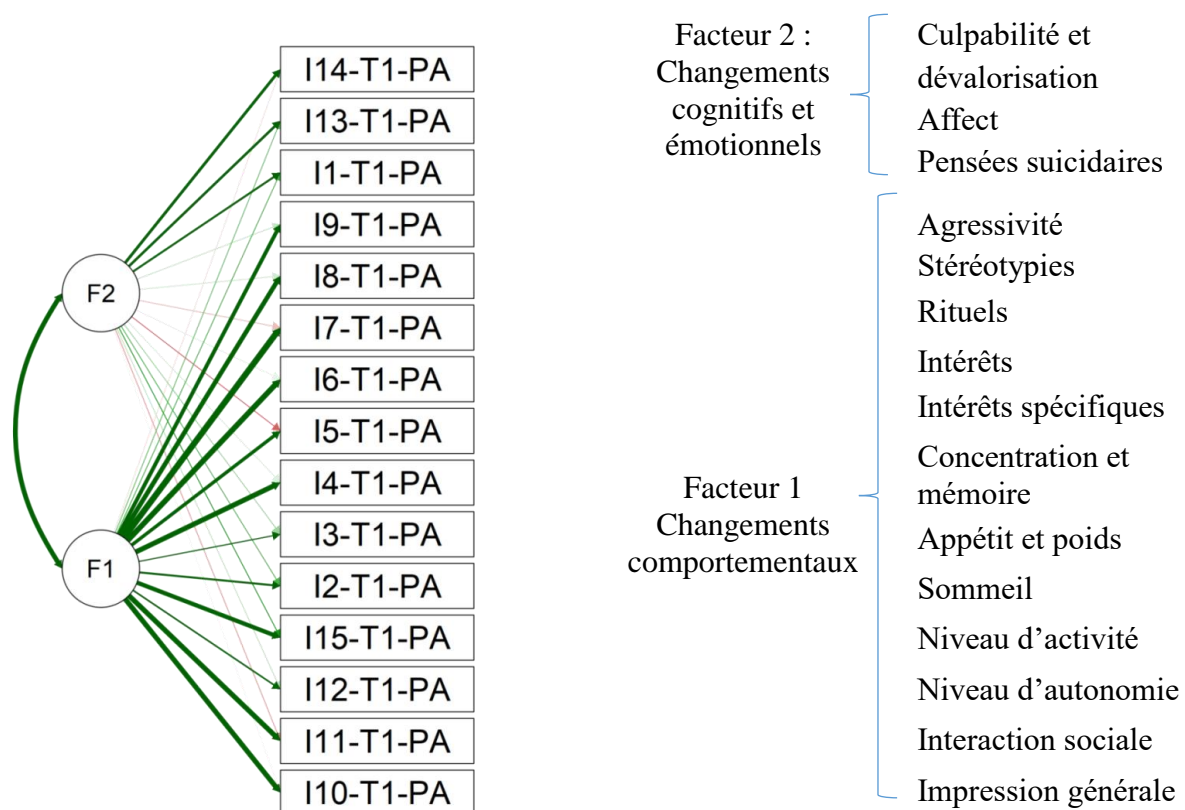 I14-T1-PA
I13-T1-PA
I1-T1-PA
I9-T1-PA
I8-T1-PA
I7-T1-PA
I6-T1-PA
I5-T1-PA
I4-T1-PA
I3-T1-PA
I2-T1-PA
I15-T1-PA
I12-T1-PA
I11-T1-PA
I10-T1-PA
F2
F1
Facteur 2 :
Changements
cognitifs et
émotionnels
Culpabilité et
dévalorisation
Affect
Pensées suicidaires
Facteur 1
Changements
comportementaux
Agressivité
Stéréotypies
Rituels
Intérêts
Intérêts spécifiques
Concentration et
mémoire
Appétit et poids
Sommeil
Niveau d’activité
Niveau d’autonomie
Interaction sociale
Impression générale